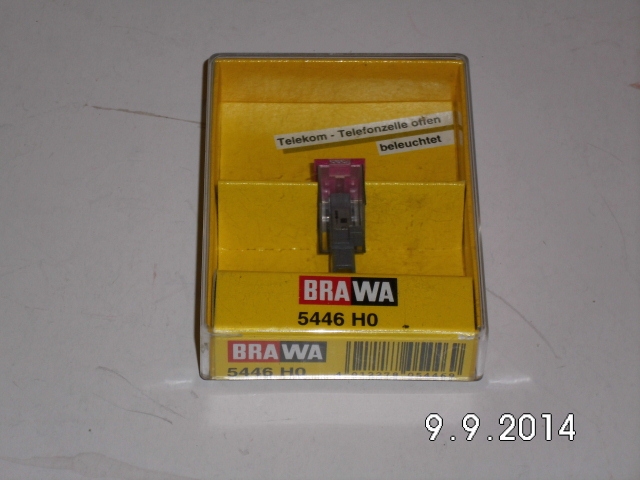 Telekom - Telefonzelle offen
beleuchtet
BRAWA
5446 H0
BRAWA
5446 H0
9.9.2014